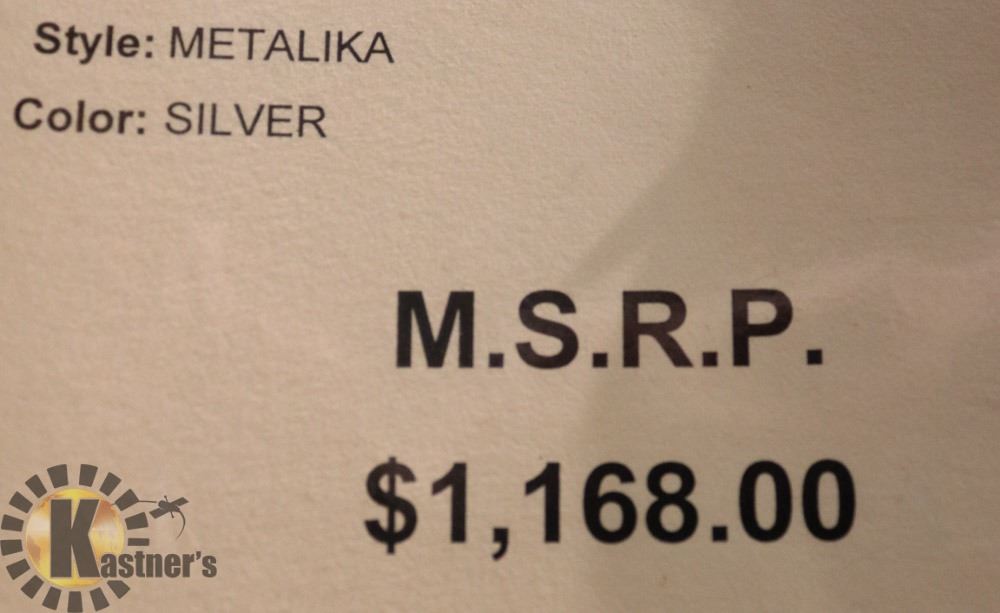 Style: METALIKA
Color: SILVER
M.S.R.P.
$1,168.00
Kastner's